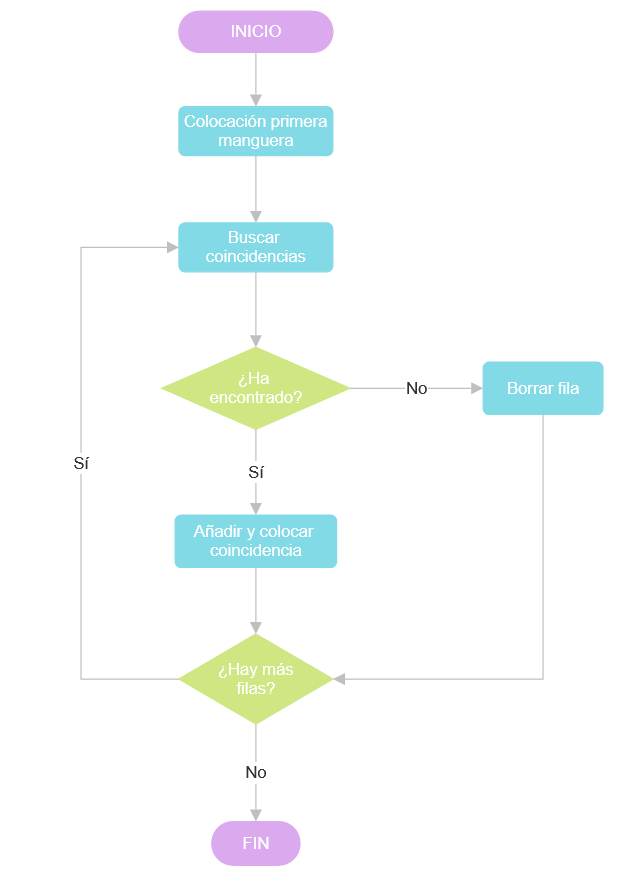 INICIO
Colocación primera
manguera
Buscar
coincidencias
¿Ha
encontrado?
No
Borrar fila
Sí
Sí
Añadir y colocar
coincidencia
¿Hay más
filas?
No
FIN